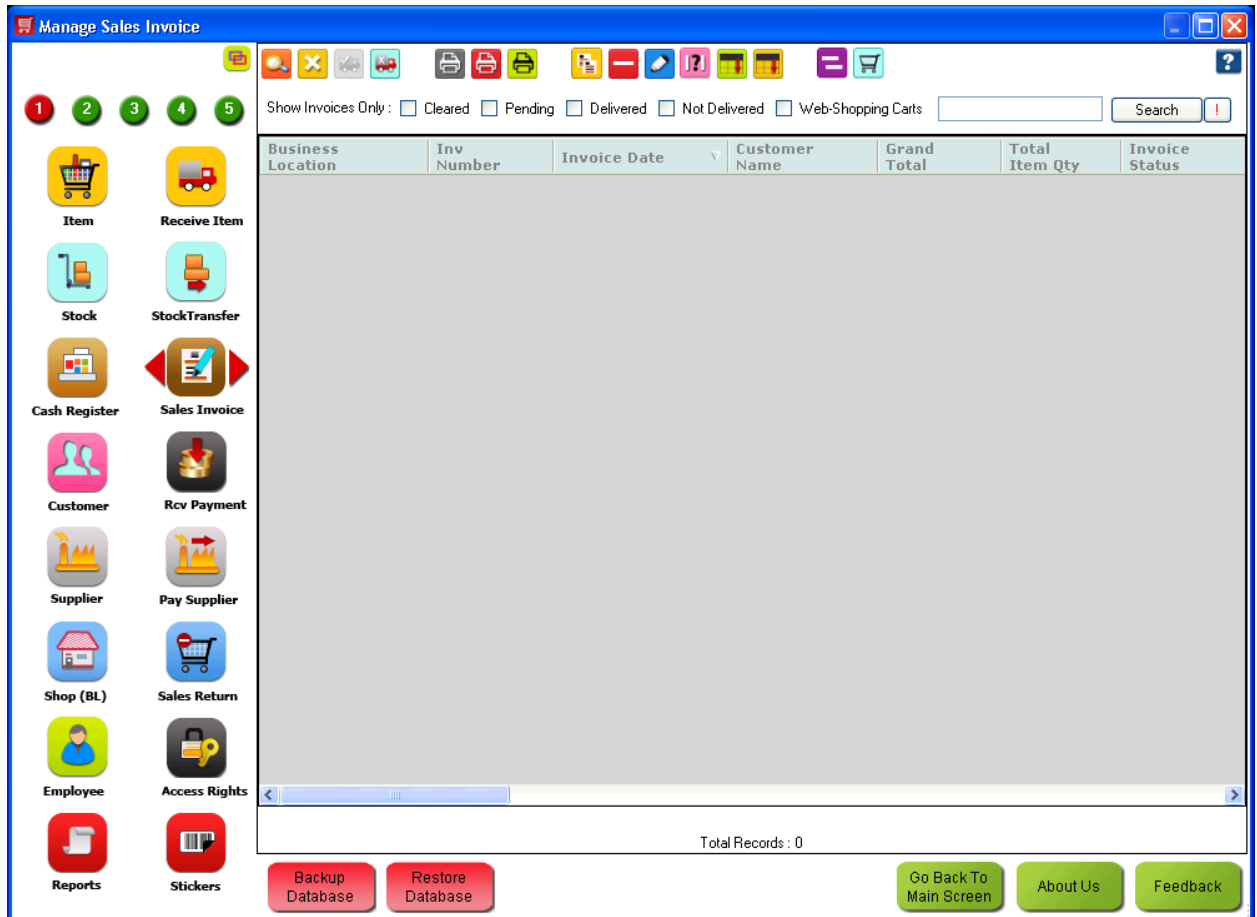 Manage Sales Invoice
?
1 2 3 4 5
Show Invoices Only : Cleared Pending Delivered Not Delivered Web-Shopping Carts Search !
Business Location
Inv Number
Invoice Date
Customer Name
Grand Total
Total Item Qty
Invoice Status
Item Receive Item
Stock StockTransfer
Cash Register Sales Invoice
Customer Rcv Payment
Supplier Pay Supplier
Shop (BL) Sales Return
Employee Access Rights
Reports Stickers
Total Records : 0
Backup Database
Restore Database
Go Back To Main Screen
About Us
Feedback